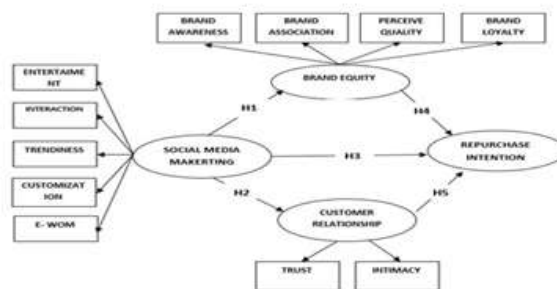 BRAND
AWARENESS
BRAND
ASSOCIATION
PERCEIVE
QUALITY
BRAND
LOYALTY
BRAND EQUITY
ENTERTAIME
NT
INTERACTION
TRENDINESS
CUSTOMIZAT
ION
E- WOM
H1
H4
SOCIAL MEDIA
MAKERTING
H3
REPURCHASE
INTENTION
H2
H5
CUSTOMER
RELATIONSHIP
TRUST
INTIMACY